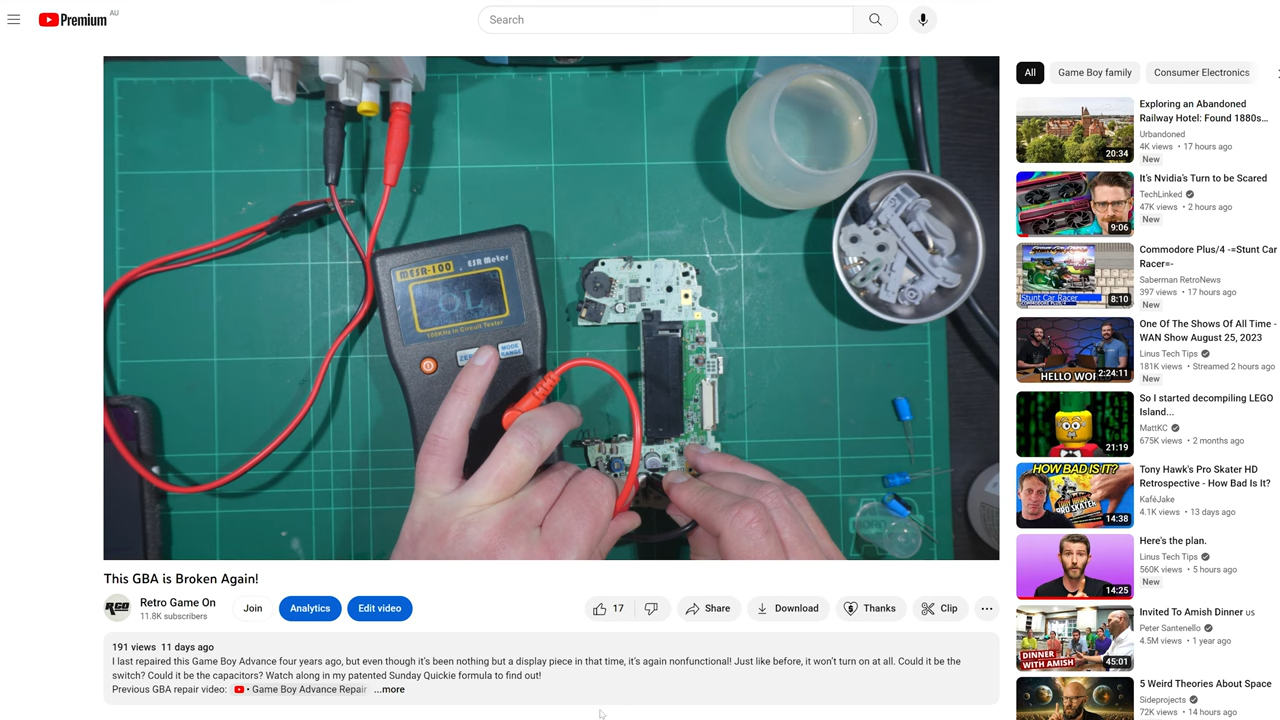 Premium AU
Search
MESR-100 ESR Meter
100KHz In Circuit Tester
MODE
RANGE
This GBA is Broken Again!
Retro Game On
11.8K subscribers
Join
Analytics
Edit video
17
Share
Download
Thanks
Clip
191 views 11 days ago
I last repaired this Game Boy Advance four years ago, but even though it's been nothing but a display piece in that time, it's again nonfunctional! Just like before, it won't turn on at all. Could it be the
switch? Could it be the capacitors? Watch along in my patented Sunday Quickie formula to find out!
Previous GBA repair video: • Game Boy Advance Repair ...more
All
Game Boy family
Consumer Electronics
20:34
Exploring an Abandoned
Railway Hotel: Found 1880s...
Urbandoned
4K views • 17 hours ago
New
9:06
It's Nvidia's Turn to be Scared
TechLinked
47K views • 2 hours ago
New
Stunt Car Racer
8:10
Commodore Plus/4 -=Stunt Car
Racer=-
Saberman RetroNews
397 views • 17 hours ago
New
2:24:11
One Of The Shows Of All Time -
WAN Show August 25, 2023
Linus Tech Tips
181K views • Streamed 2 hours ago
New
21:19
So I started decompiling LEGO
Island...
MattKC
675K views • 2 months ago
HOW BAD IS IT?
14:38
Tony Hawk's Pro Skater HD
Retrospective - How Bad Is It?
KaféJake
4.1K views • 13 days ago
14:25
Here's the plan.
Linus Tech Tips
560K views • 5 hours ago
New
DINNER
WITH AMISH
45:01
Invited To Amish Dinner US
Peter Santenello
4.5M views • 1 year ago
5 Weird Theories About Space
Sideprojects
72K views • 14 hours ago